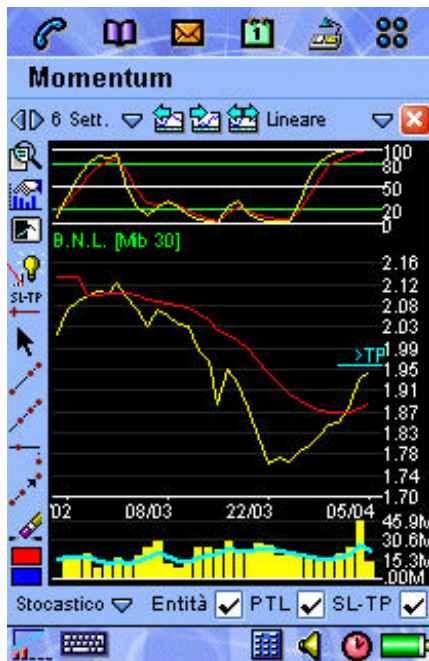 1
Momentum
6 Sett. Lineare
100
80
50
20
0
B.N.L. [Mib 30]
SL-TP
2.16
2.12
2.08
2.03
>TP 1.99
1.95
1.91
1.87
1.83
1.78
1.74
1.70
'02 08/03 22/03 05/04
45.9M
30.6M
15.3M
.00M
Stocastico Entità PTL SL-TP